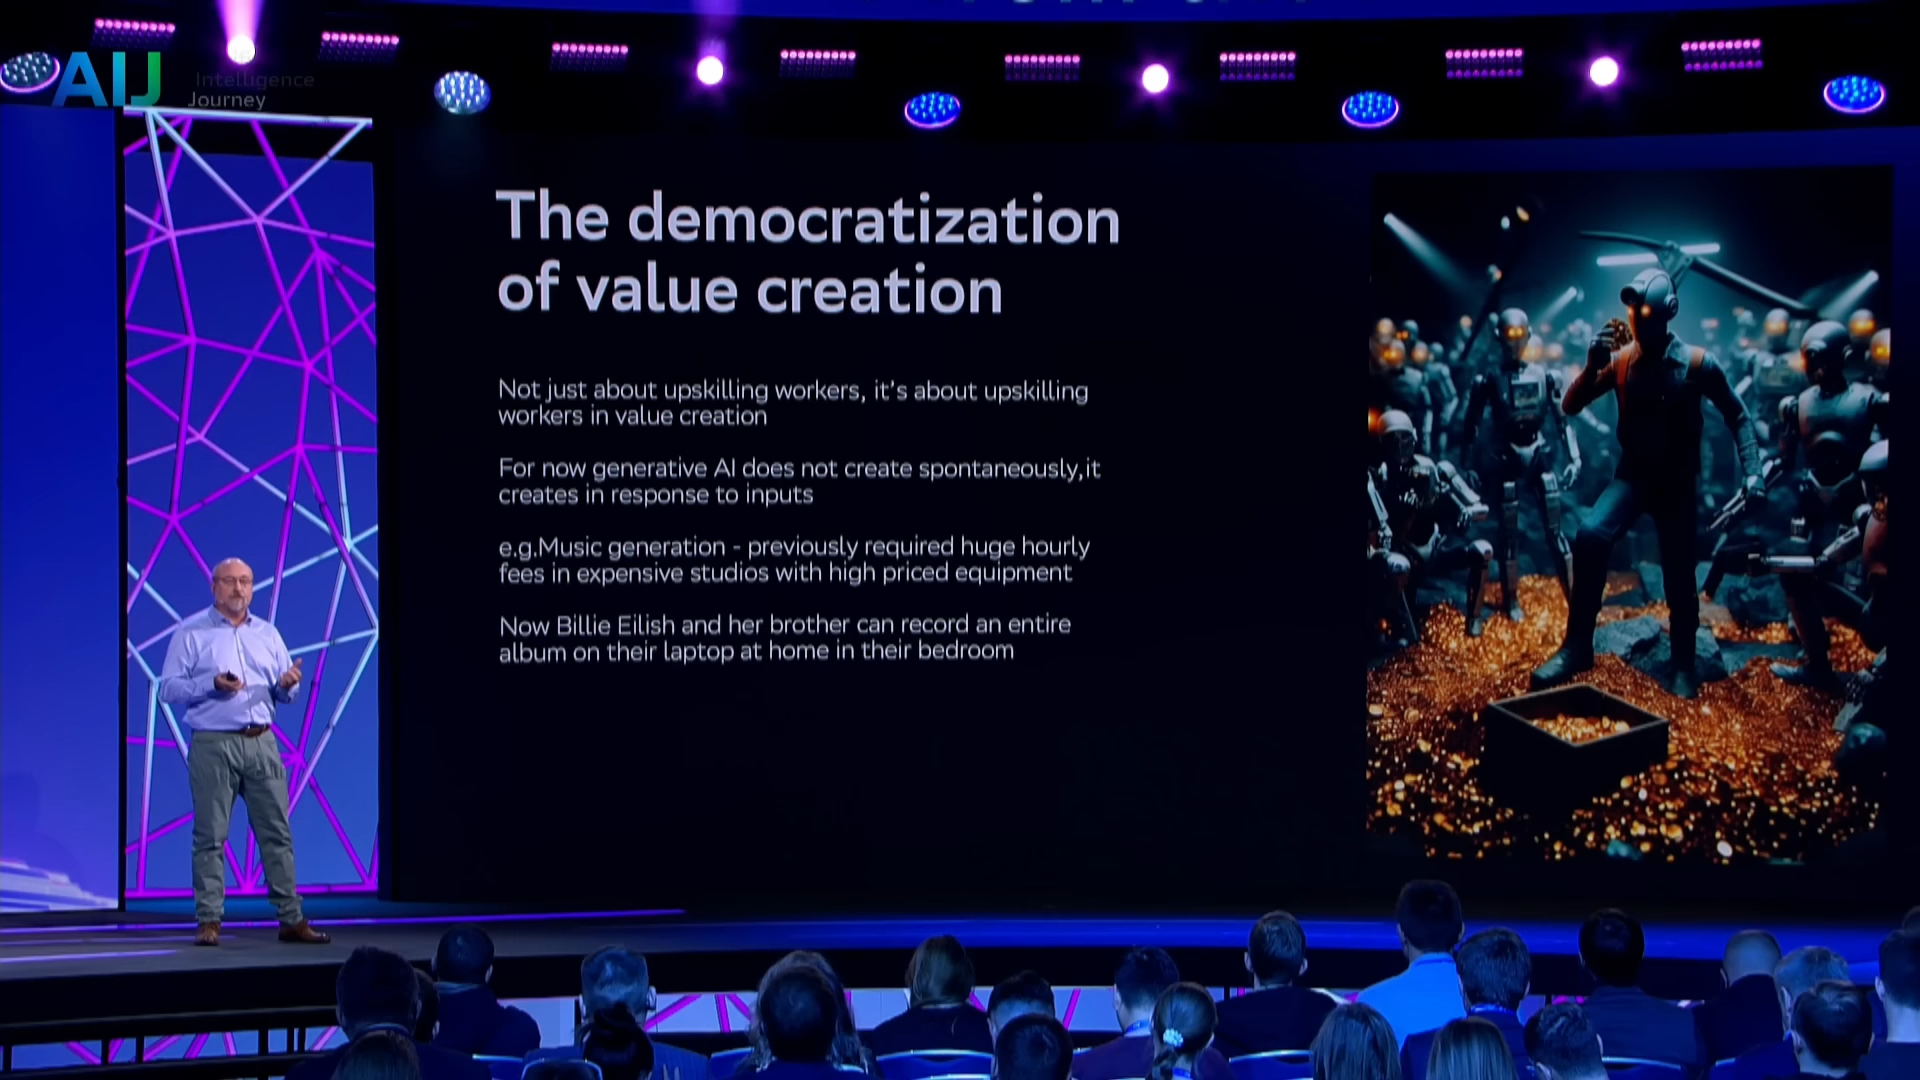 AIJ
Intelligence
Journey
The democratization
of value creation
Not just about upskilling workers, it's about upskilling
workers in value creation
For now generative AI does not create spontaneously,it
creates in response to inputs
e.g.Music generation - previously required huge hourly
fees in expensive studios with high priced equipment
Now Billie Eilish and her brother can record an entire
album on their laptop at home in their bedroom